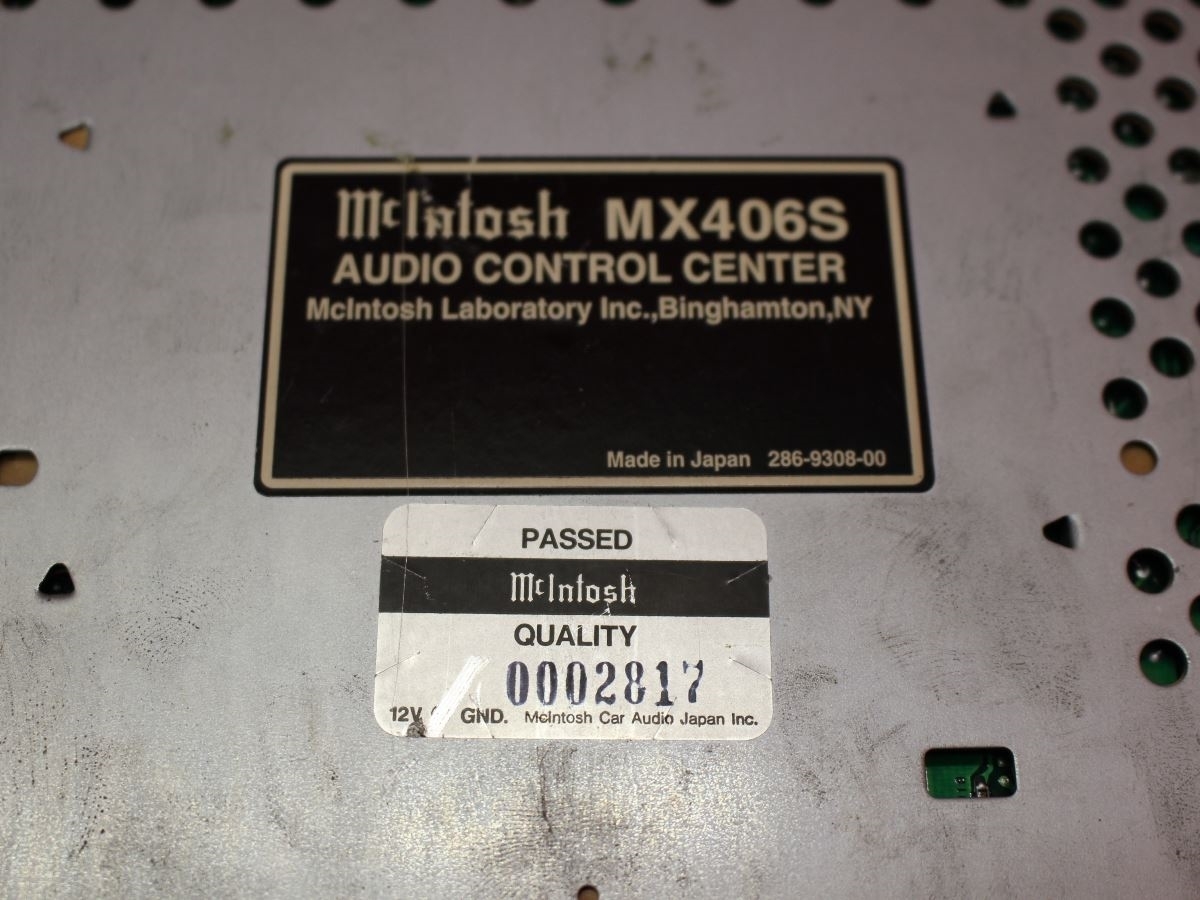 McIntosh MX406S
AUDIO CONTROL CENTER
McIntosh Laboratory Inc.,Binghamton,NY
Made in Japan 286-9308-00
PASSED
McIntosh
QUALITY
0002817
12V GND. McIntosh Car Audio Japan Inc.